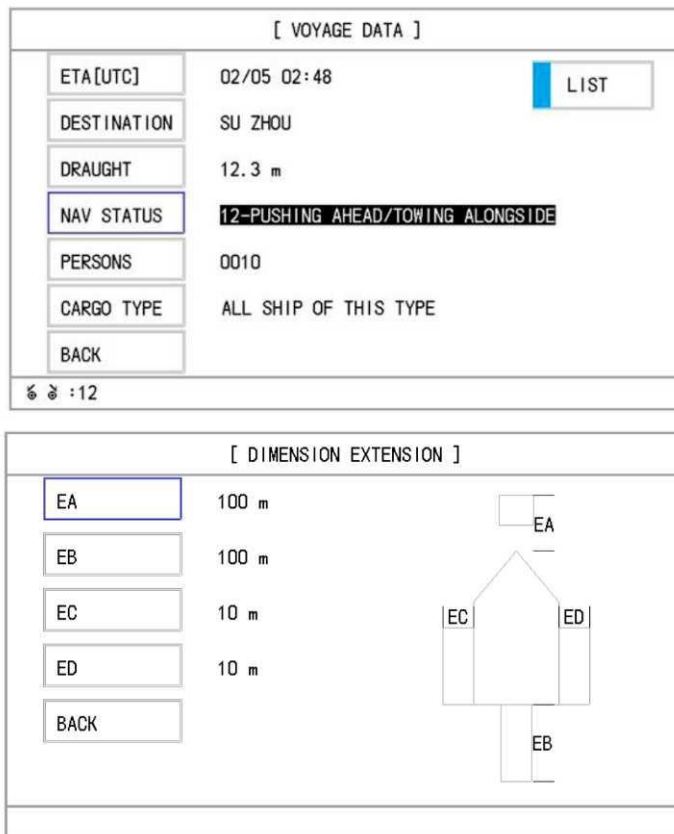 [ VOYAGE DATA ]
ETA[UTC] 02/05 02:48 LIST
DESTINATION SU ZHOU
DRAUGHT 12.3 m
NAV STATUS 12-PUSHING AHEAD/TOWING ALONGSIDE
PERSONS 0010
CARGO TYPE ALL SHIP OF THIS TYPE
BACK
:12
[ DIMENSION EXTENSION ]
EA 100 m EA
EB 100 m
EC 10 m EC ED
ED 10 m
BACK EB